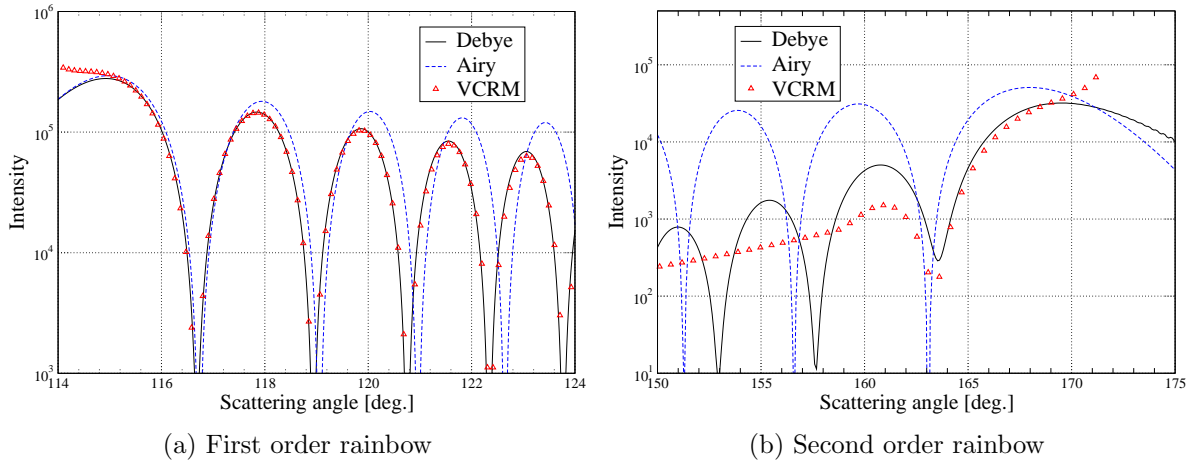 10^6
10^5
10^4
10^3
Intensity
Debye
Airy
VCRM
114 116 118 120 122 124
Scattering angle [deg.]
(a) First order rainbow
10^5
10^4
10^3
10^2
10^1
Intensity
Debye
Airy
VCRM
150 155 160 165 170 175
Scattering angle [deg.]
(b) Second order rainbow